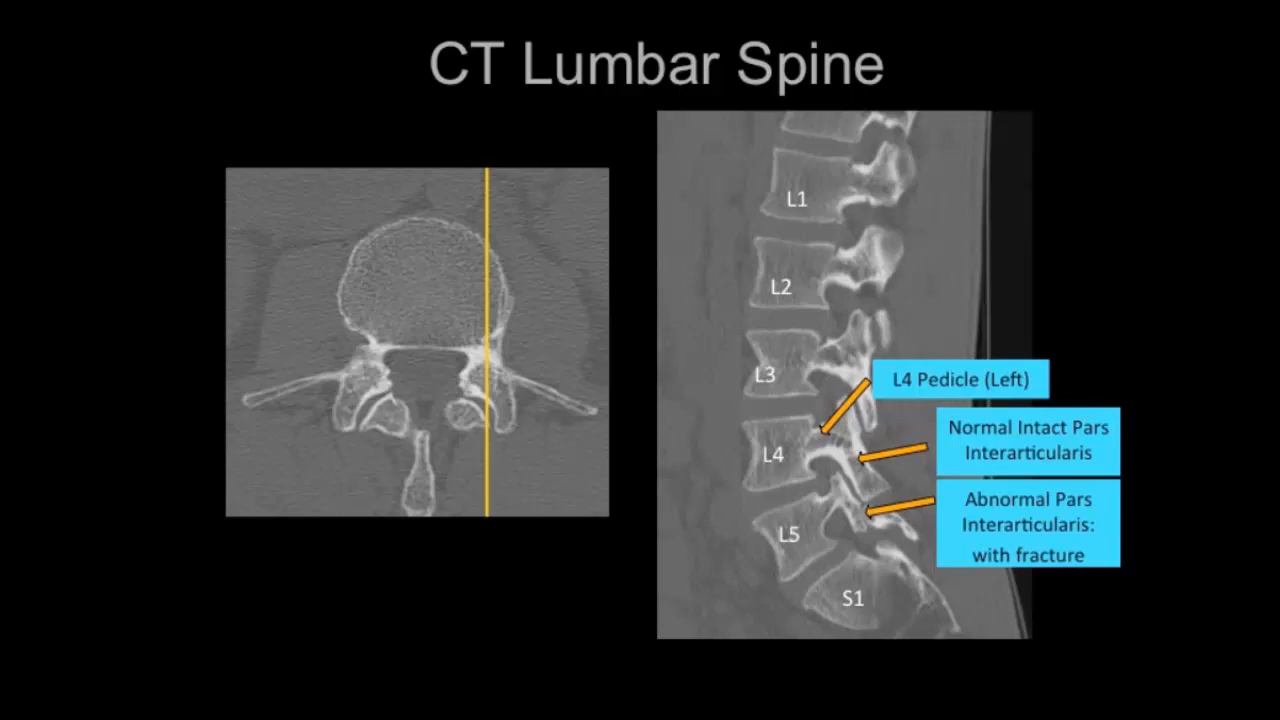 CT Lumbar Spine
L1
L2
L3
L4
L5
S1
L4 Pedicle (Left)
Normal Intact Pars
Interarticularis
Abnormal Pars
Interarticularis:
with fracture